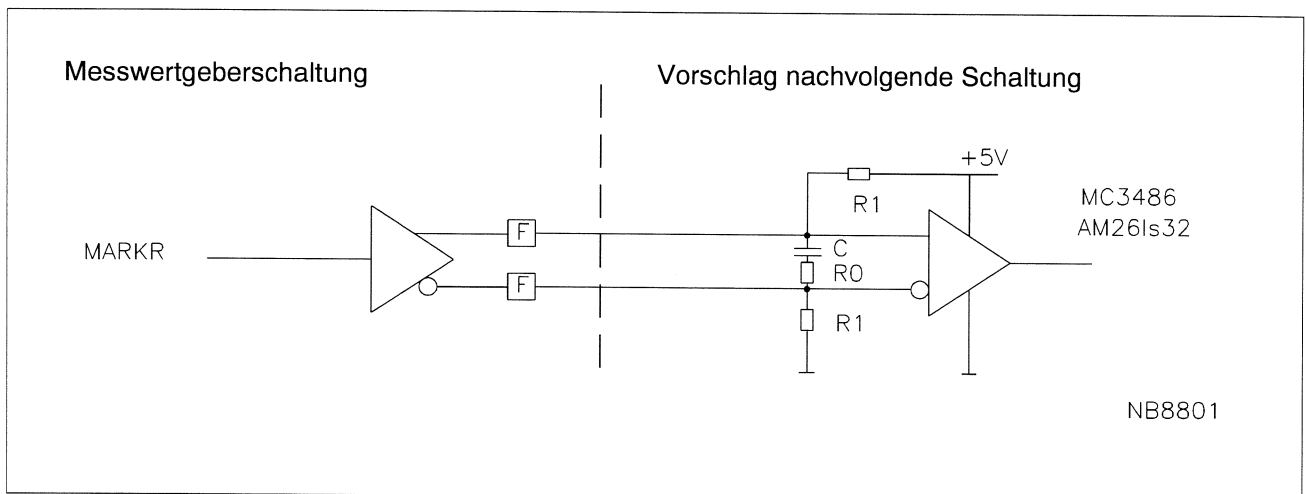 Messwertgeberschaltung
Vorschlag nachvolgende Schaltung
+5V
R1
MC3486
AM26ls32
MARKR
F
C
R0
F
R1
NB8801